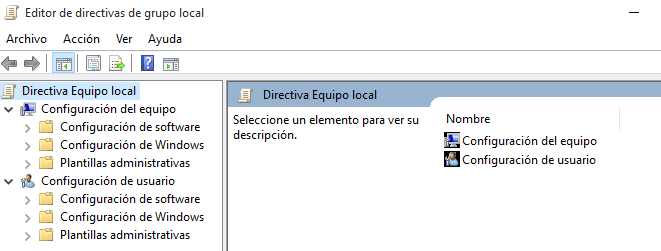 Editor de directivas de grupo local
Archivo Acción Ver Ayuda
Directiva Equipo local
Configuración del equipo
Configuración de software
Configuración de Windows
Plantillas administrativas
Configuración de usuario
Configuración de software
Configuración de Windows
Plantillas administrativas
Directiva Equipo local
Seleccione un elemento para ver su
descripción.
Nombre
Configuración del equipo
Configuración de usuario